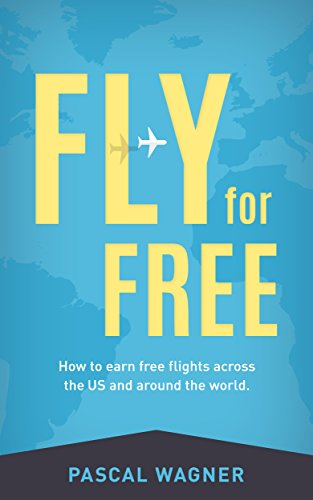 FLY
for
FREE
How to earn free flights across
the US and around the world.
PASCAL WAGNER